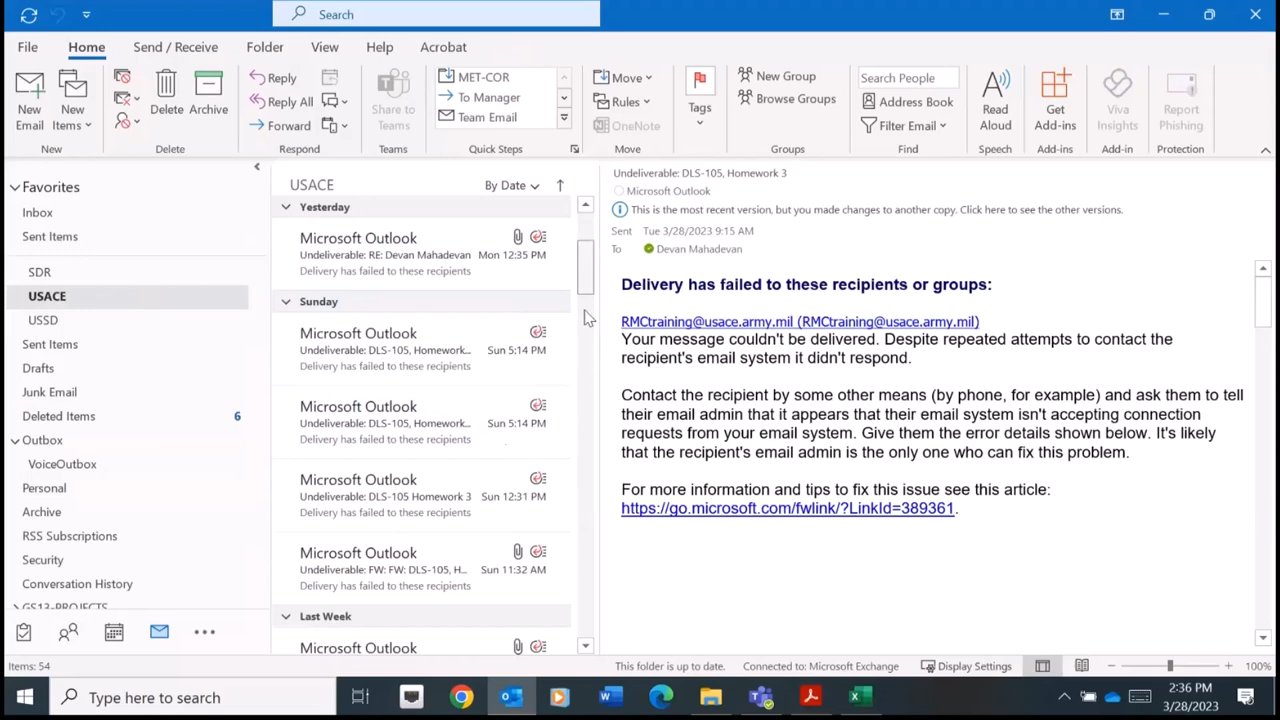 Search
File Home Send / Receive Folder View Help Acrobat
New Email
New Items
Delete
Archive
Reply
Reply All
Forward
Share to Teams
MET-COR
To Manager
Team Email
Move
Rules
OneNote
Tags
New Group
Browse Groups
Search People
Address Book
Filter Email
Read Aloud
Get Add-ins
Viva Insights
Report Phishing
New Delete Respond Teams Quick Steps Move Groups Find Speech Add-ins Add-in Protection
Favorites
Inbox
Sent Items
SDR
USACE
USSD
Sent Items
Drafts
Junk Email
Deleted Items 6
Outbox
VoiceOutbox
Personal
Archive
RSS Subscriptions
Security
Conversation History
GS13-PROJECTS
USACE By Date
Yesterday
Microsoft Outlook
Undeliverable: RE: Devan Mahadevan Mon 12:35 PM
Delivery has failed to these recipients
Sunday
Microsoft Outlook
Undeliverable: DLS-105, Homework... Sun 5:14 PM
Delivery has failed to these recipients
Microsoft Outlook
Undeliverable: DLS-105, Homework... Sun 5:14 PM
Delivery has failed to these recipients
Microsoft Outlook
Undeliverable: DLS-105 Homework 3 Sun 12:31 PM
Delivery has failed to these recipients
Microsoft Outlook
Undeliverable: FW: FW: DLS-105, H... Sun 11:32 AM
Delivery has failed to these recipients
Last Week
Microsoft Outlook
Undeliverable: DLS-105, Homework 3
Microsoft Outlook
This is the most recent version, but you made changes to another copy. Click here to see the other versions.
Sent Tue 3/28/2023 9:15 AM
To Devan Mahadevan
Delivery has failed to these recipients or groups:
RMCtraining@usace.army.mil (RMCtraining@usace.army.mil)
Your message couldn't be delivered. Despite repeated attempts to contact the
recipient's email system it didn't respond.
Contact the recipient by some other means (by phone, for example) and ask them to tell
their email admin that it appears that their email system isn't accepting connection
requests from your email system. Give them the error details shown below. It's likely
that the recipient's email admin is the only one who can fix this problem.
For more information and tips to fix this issue see this article:
https://go.microsoft.com/fwlink/?LinkId=389361.
Items: 54
This folder is up to date. Connected to: Microsoft Exchange Display Settings 100%
Type here to search
2:36 PM
3/28/2023